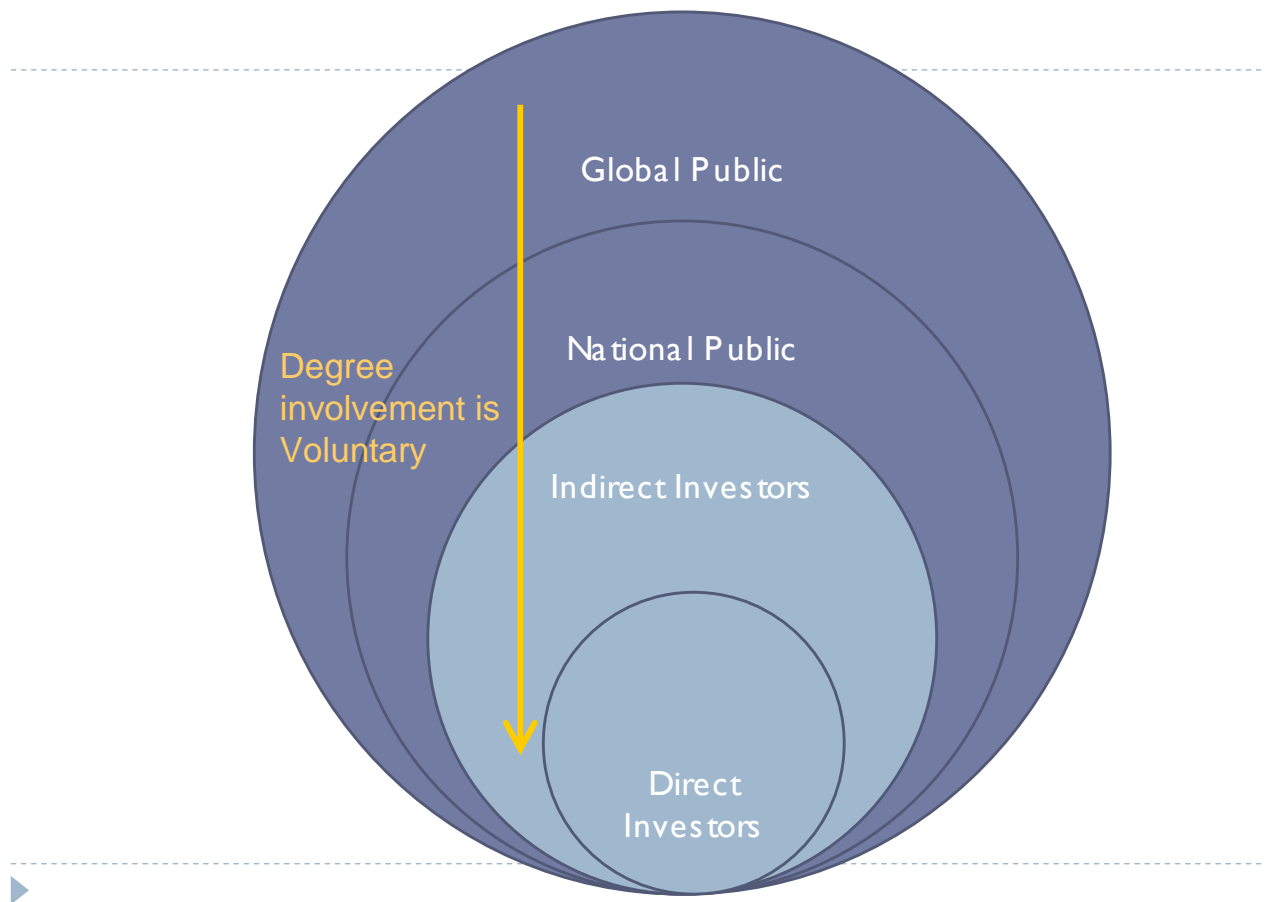 Global Public
National Public
Degree
involvement is
Voluntary
Indirect Investors
Direct
Investors